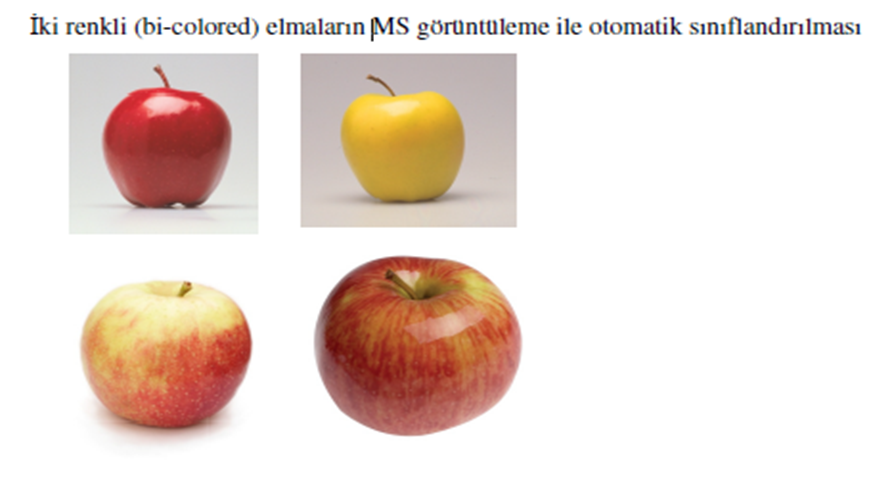 İki renkli (bi-colored) elmaların MS görüntüleme ile otomatik sınıflandırılması